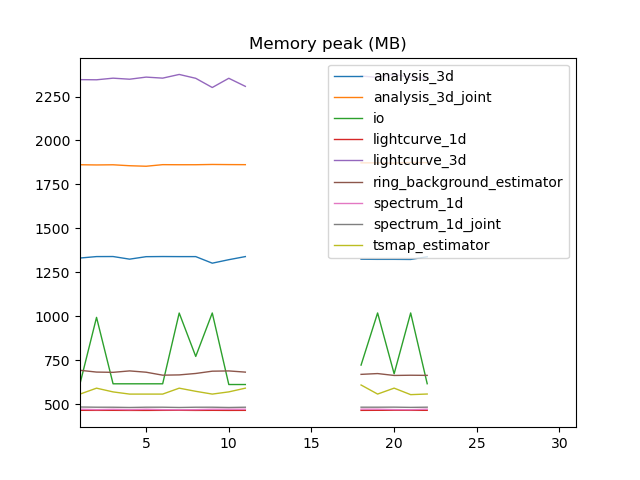 Memory peak (MB)
analysis_3d
analysis_3d_joint
io
lightcurve_1d
lightcurve_3d
ring_background_estimator
spectrum_1d
spectrum_1d_joint
tsmap_estimator
2250
2000
1750
1500
1250
1000
750
500
5 10 15 20 25 30